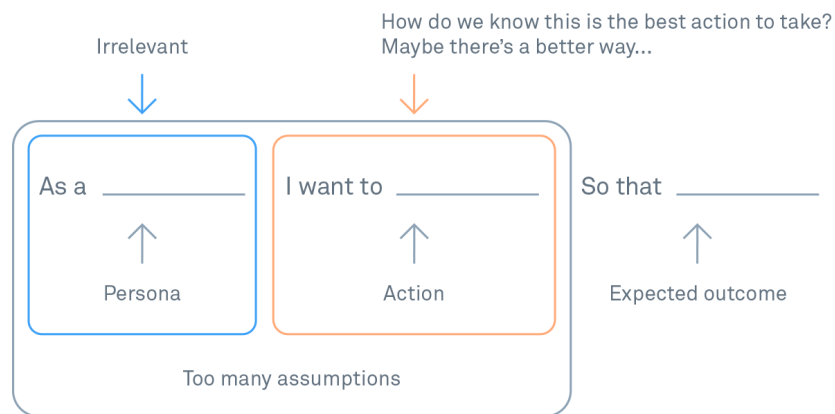 Irrelevant
How do we know this is the best action to take?
Maybe there's a better way...
As a I want to So that
Persona Action Expected outcome
Too many assumptions